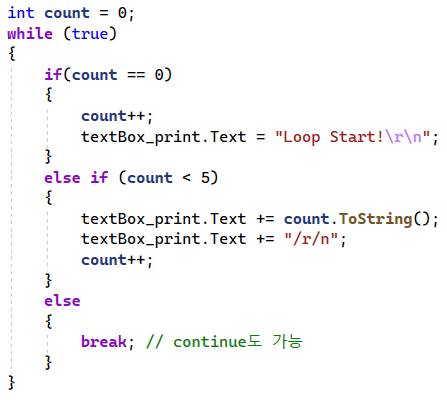 int count = 0;
while (true)
{
if(count == 0)
{
count++;
textBox_print.Text = "Loop Start!\r\n";
}
else if (count < 5)
{
textBox_print.Text += count.ToString();
textBox_print.Text += "/r/n";
count++;
}
else
{
break; // continue도 가능
}
}